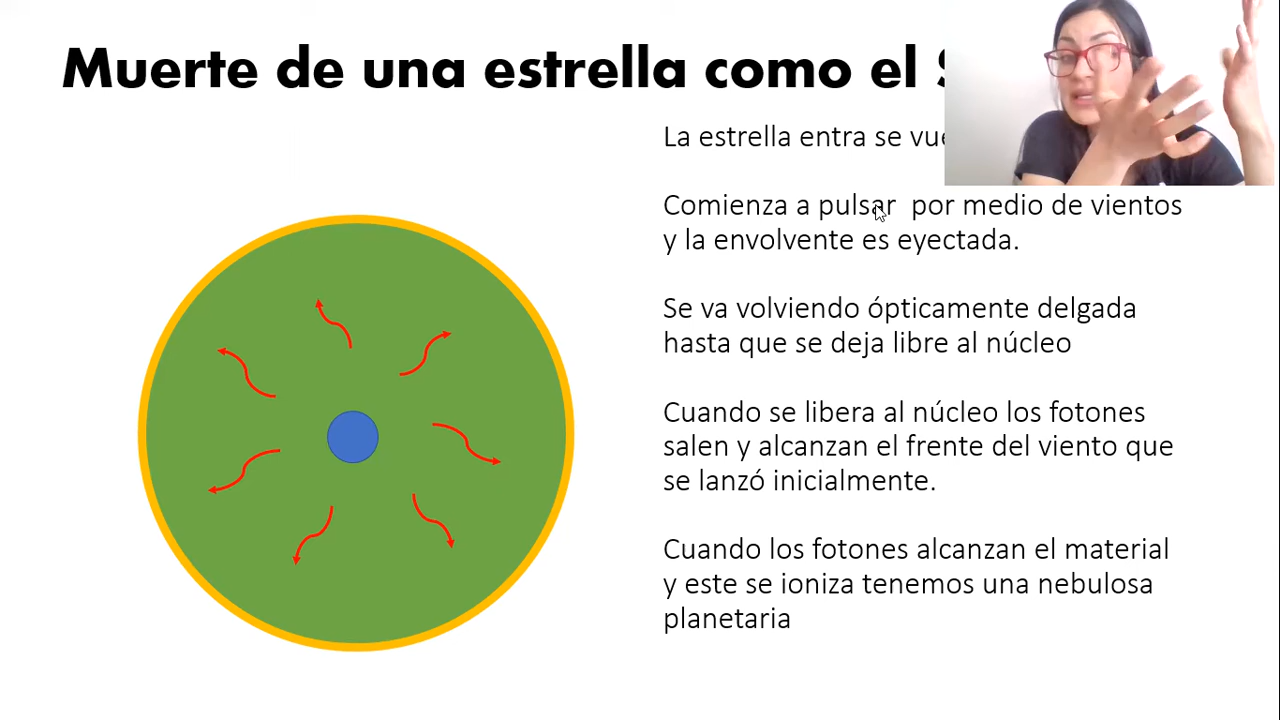 Muerte de una estrella como el
La estrella entra se
Comienza a pulsar por medio de vientos
y la envolvente es eyectada.
Se va volviendo ópticamente delgada
hasta que se deja libre al núcleo
Cuando se libera al núcleo los fotones
salen y alcanzan el frente del viento que
se lanzó inicialmente.
Cuando los fotones alcanzan el material
y este se ioniza tenemos una nebulosa
planetaria